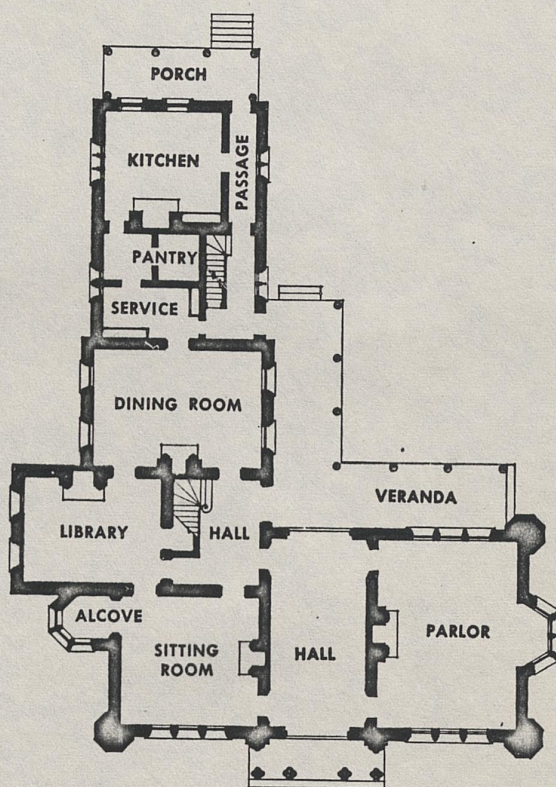 PORCH
KITCHEN
PASSAGE
PANTRY
SERVICE
DINING ROOM
VERANDA
LIBRARY
HALL
ALCOVE
SITTING
ROOM
HALL
PARLOR